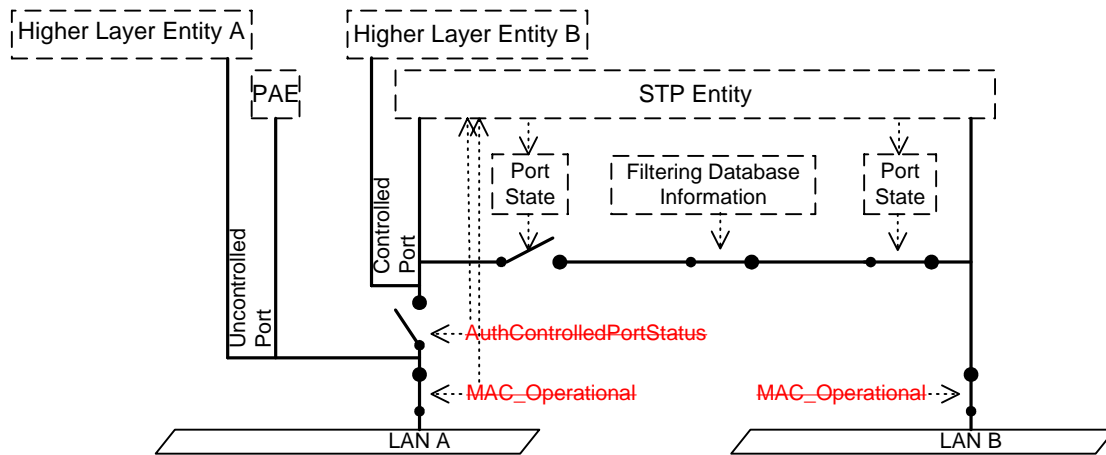 Higher Layer Entity A
Higher Layer Entity B
PAE
STP Entity
Port
State
Filtering Database
Information
Port
State
Uncontrolled
Port
Controlled
Port
AuthControlledPortStatus
MAC_Operational
MAC_Operational
LAN A
LAN B